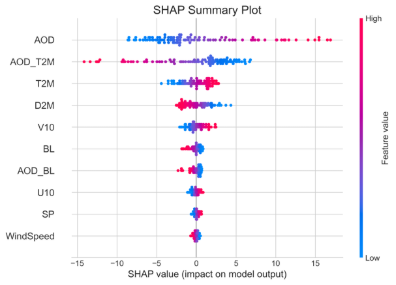 SHAP Summary Plot
High
AOD
AOD_T2M
T2M
D2M
V10
BL
AOD_BL
U10
SP
WindSpeed
Feature value
Low
−15 −10 −5 0 5 10 15
SHAP value (impact on model output)